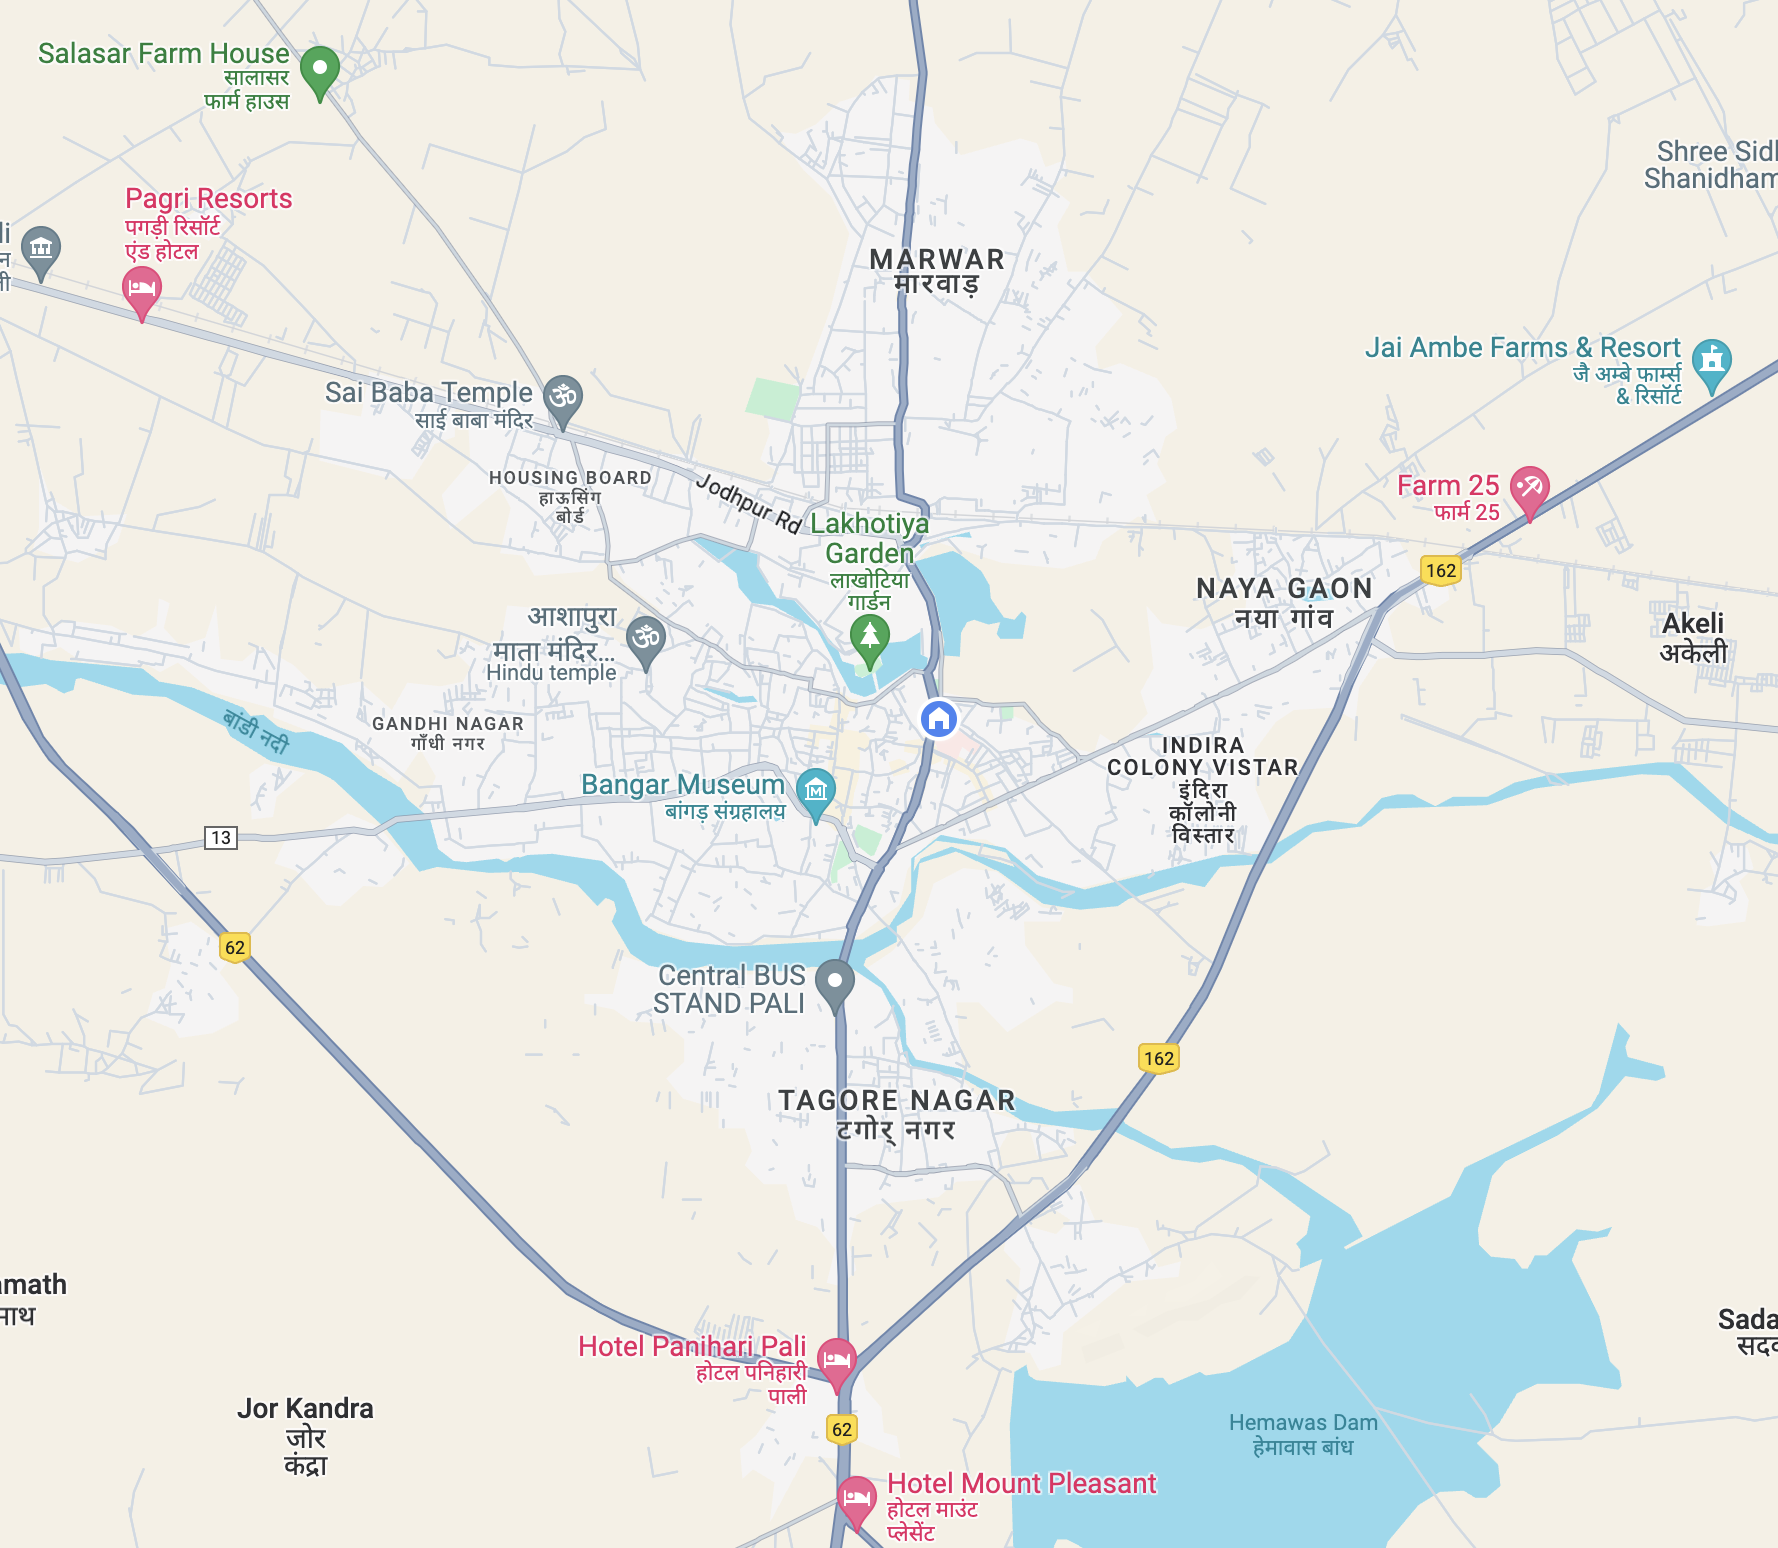 Salasar Farm House
सालासर
फार्म हाउस
Shree Sidh
Shanidham
Pagri Resorts
पगड़ी रिसॉर्ट
एंड होटल
li
न
ली
MARWAR
मारवाड़
Jai Ambe Farms & Resort
जै अम्बे फार्म्स
& रिसॉर्ट
Sai Baba Temple
साई बाबा मंदिर
HOUSING BOARD
हाऊसिंग
बोर्ड
Jodhpur Rd
Farm 25
फार्म 25
Lakhotiya
Garden
लाखोटिया
गार्डन
162
NAYA GAON
नया गांव
Akeli
अकेली
आशापुरा
माता मंदिर...
Hindu temple
बांडी नदी
GANDHI NAGAR
गाँधी नगर
INDIRA
COLONY VISTAR
इंदिरा
कॉलोनी
विस्तार
Bangar Museum
बांगड़ संग्रहालय
13
62
Central BUS
STAND PALI
162
TAGORE NAGAR
टगोर् नगर
amath
नाथ
Sada
सदव
Hotel Panihari Pali
होटल पनिहारी
पाली
Jor Kandra
जोर
कंद्रा
62
Hemawas Dam
हेमावास बांध
Hotel Mount Pleasant
होटल माउंट
प्लेसेंट